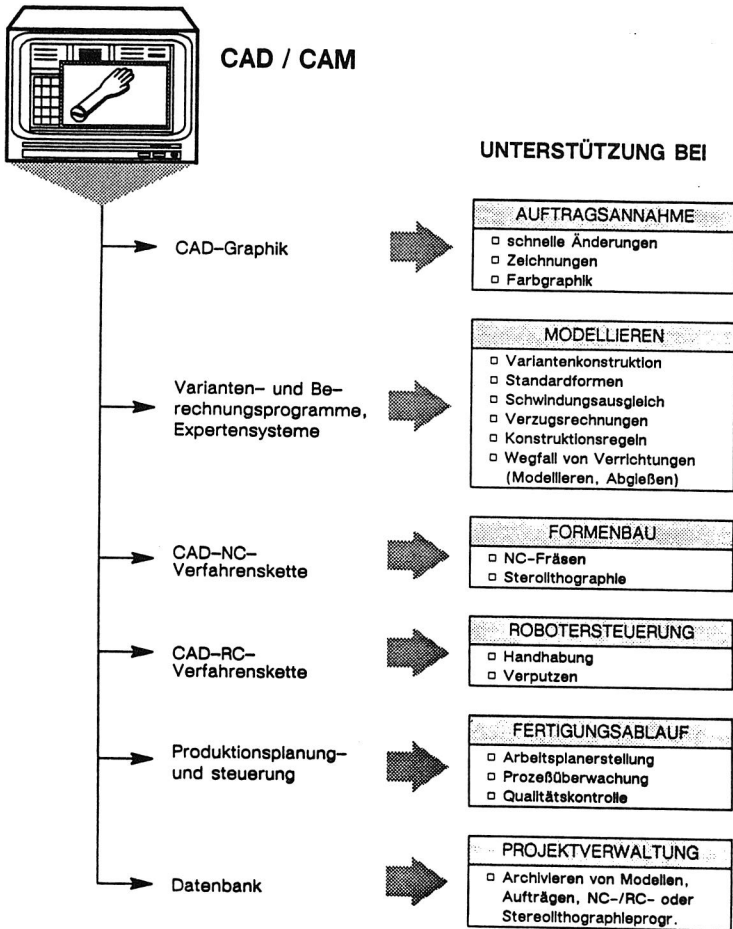 CAD / CAM
UNTERSTÜTZUNG BEI
CAD–Graphik
AUFTRAGSANNAHME
schnelle Änderungen
Zeichnungen
Farbgraphik
Varianten– und Be–
rechnungsprogramme,
Expertensysteme
MODELLIEREN
Variantenkonstruktion
Standardformen
Schwindungsausgleich
Verzugsrechnungen
Konstruktionsregeln
Wegfall von Verrichtungen
(Modellieren, Abgießen)
CAD–NC–
Verfahrenskette
FORMENBAU
NC–Fräsen
Sterolithographie
CAD–RC–
Verfahrenskette
ROBOTERSTEUERUNG
Handhabung
Verputzen
Produktionsplanung–
und steuerung
FERTIGUNGSABLAUF
Arbeitsplanerstellung
Prozeßüberwachung
Qualitätskontrolle
Datenbank
PROJEKTVERWALTUNG
Archivieren von Modellen,
Aufträgen, NC–/RC– oder
Stereolithographieprogr.